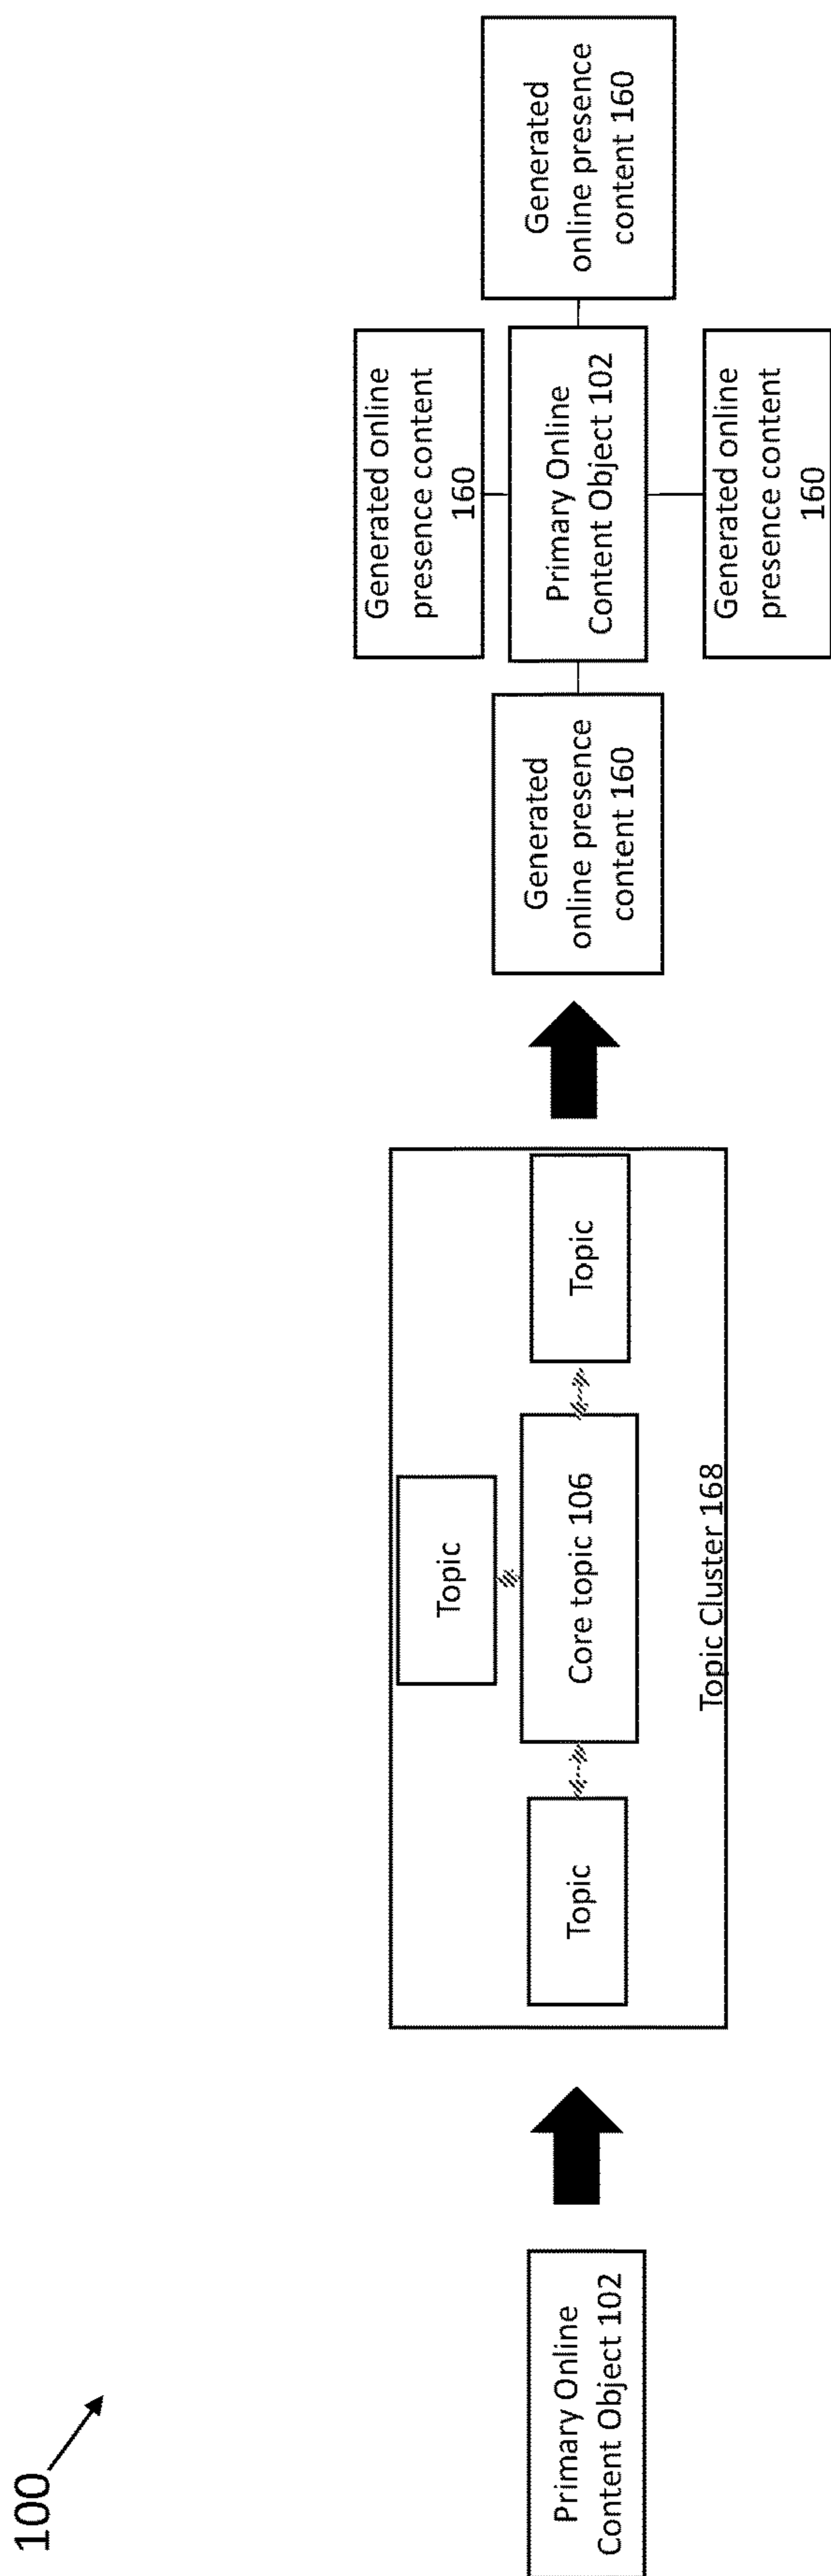 100
Primary Online
Content Object 102
Topic
Topic
Core topic 106
Topic
Topic Cluster 168
Generated
online presence
content 160
Generated online
presence content
160
Primary Online
Content Object 102
Generated online
presence content
160
Generated
online presence
content 160